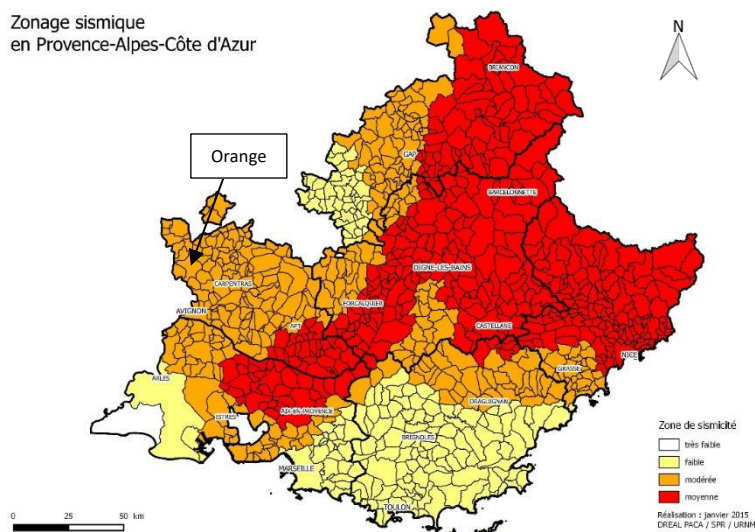 Zonage sismique
en Provence-Alpes-Côte d'Azur
N
Orange
BRIANCON
GAP
BARCELONNETTE
DIGNE-LES-BAINS
CARPENTRAS
FORCALQUIER
AVIGNON
APT
CASTELLANE
NICE
GRASSE
ARLES
DRAGUIGNAN
ISTRES
AIX-EN-PROVENCE
BRIGNOLES
MARSEILLE
TOULON
Zone de sismicité
très faible
faible
modérée
moyenne
Réalisation : janvier 2015
DREAL PACA / SPR / URNM
0 25 50 km